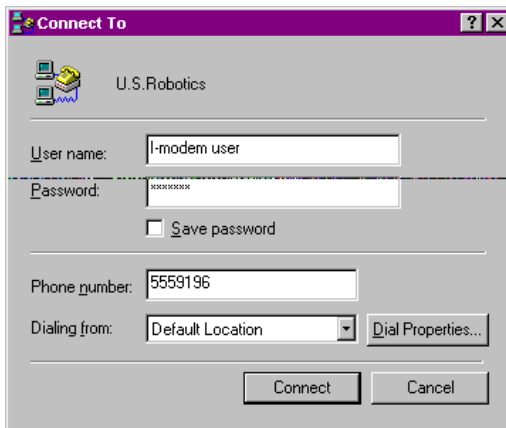 Connect To
U.S.Robotics
User name: I-modem user
Password: *******
Save password
Phone number: 5559196
Dialing from: Default Location Dial Properties...
Connect Cancel